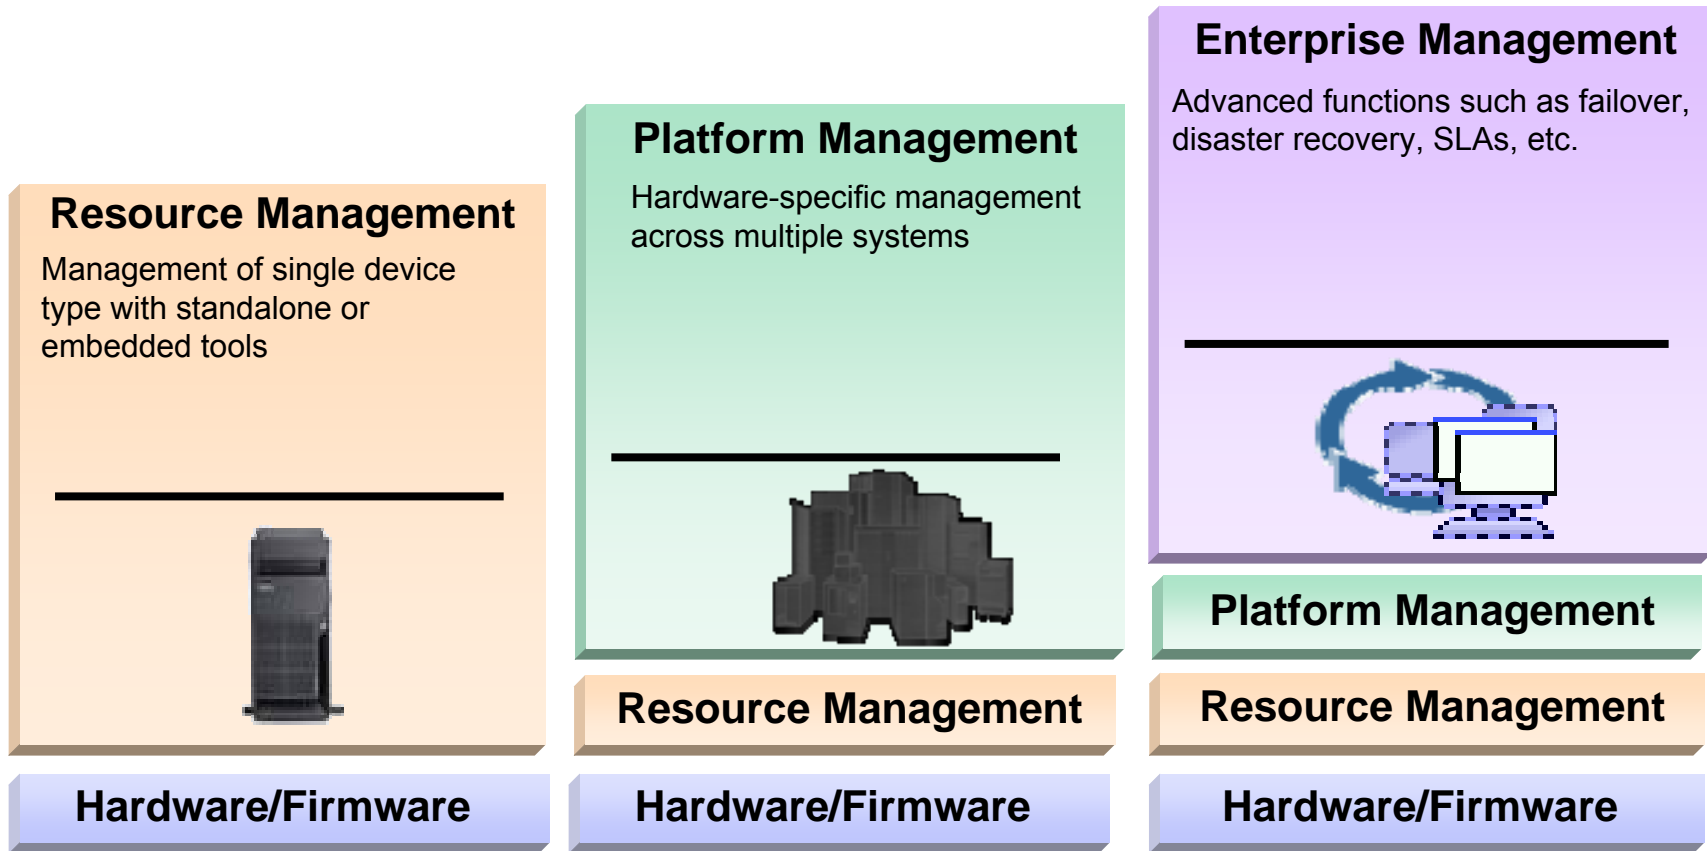 Resource Management
Management of single device
type with standalone or
embedded tools
Hardware/Firmware
Platform Management
Hardware-specific management
across multiple systems
Resource Management
Hardware/Firmware
Enterprise Management
Advanced functions such as failover,
disaster recovery, SLAs, etc.
Platform Management
Resource Management
Hardware/Firmware